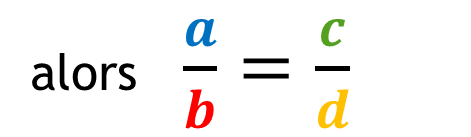 alors a/b = c/d